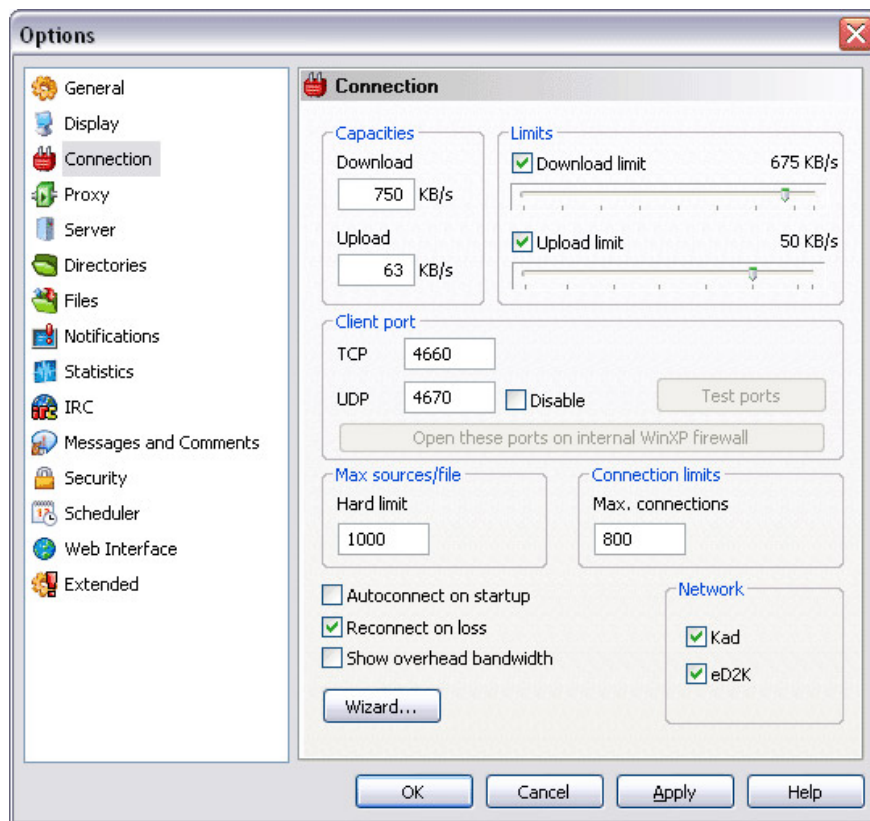 Options
General
Display
Connection
Proxy
Server
Directories
Files
Notifications
Statistics
IRC
Messages and Comments
Security
Scheduler
Web Interface
Extended
Connection
Capacities
Download
750 KB/s
Upload
63 KB/s
Limits
Download limit 675 KB/s
Upload limit 50 KB/s
Client port
TCP 4660
UDP 4670 Disable Test ports
Open these ports on internal WinXP firewall
Max sources/file
Hard limit
1000
Connection limits
Max. connections
800
Autoconnect on startup
Reconnect on loss
Show overhead bandwidth
Wizard...
Network
Kad
eD2K
OK Cancel Apply Help